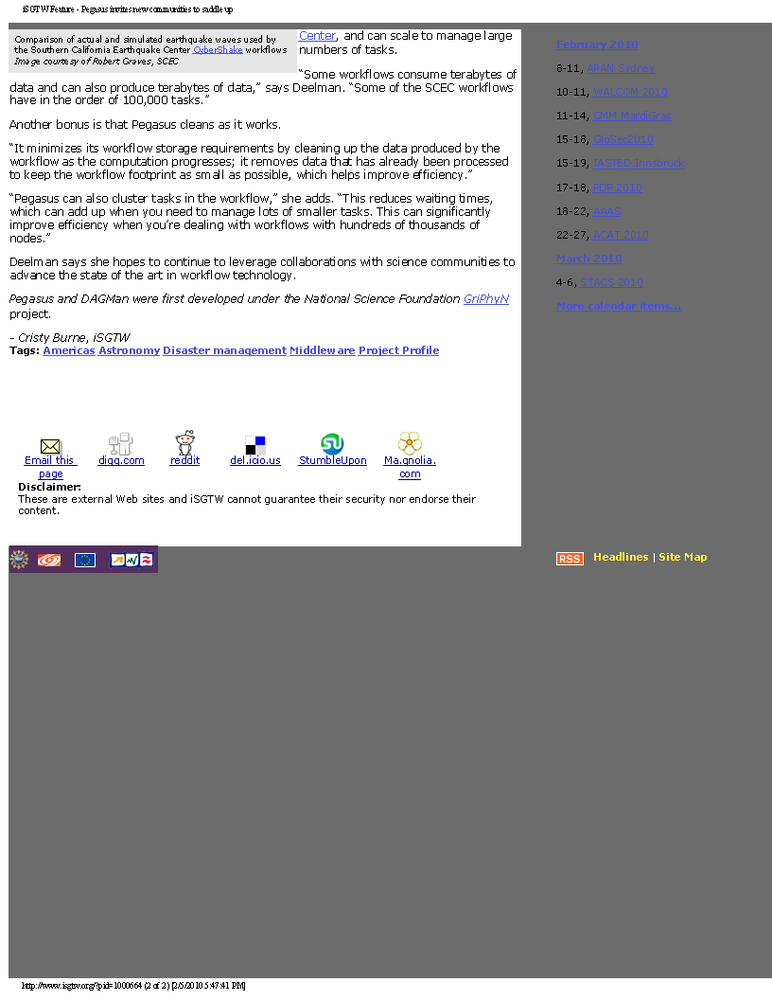 iSGTW Feature - Pegasus invites new communities to saddle up
Comparison of actual and simulated earthquake waves used by
the Southern California Earthquake Center CyberShake workflows
Image courtesy of Robert Graves, SCEC
Center, and can scale to manage large
numbers of tasks.
“Some workflows consume terabytes of
data and can also produce terabytes of data,” says Deelman. “Some of the SCEC workflows
have in the order of 100,000 tasks.”
Another bonus is that Pegasus cleans as it works.
“It minimizes its workflow storage requirements by cleaning up the data produced by the
workflow as the computation progresses; it removes data that has already been processed
to keep the workflow footprint as small as possible, which helps improve efficiency.”
“Pegasus can also cluster tasks in the workflow,” she adds. “This reduces waiting times,
which can add up when you need to manage lots of smaller tasks. This can significantly
improve efficiency when you’re dealing with workflows with hundreds of thousands of
nodes.”
Deelman says she hopes to continue to leverage collaborations with science communities to
advance the state of the art in workflow technology.
Pegasus and DAGMan were first developed under the National Science Foundation GriPhyN
project.
- Cristy Burne, iSGTW
Tags: Americas Astronomy Disaster management Middleware Project Profile
Email this page
digg.com
reddit
del.icio.us
StumbleUpon
Ma.gnolia.com
Disclaimer:
These are external Web sites and iSGTW cannot guarantee their security nor endorse their
content.
February 2010
8-11, APAN Sydney
10-11, WALCOM 2010
11-14, CMM MardiGras
15-18, GloSec2010
15-19, IASTED Innsbruck
17-18, PDP 2010
18-22, AAAS
22-27, ACAT 2010
March 2010
4-6, STACS 2010
More calendar items...
RSS Headlines | Site Map
http://www.isgtw.org/?pid=1000664 (2 of 2) [2/5/2010 5:47:41 PM]